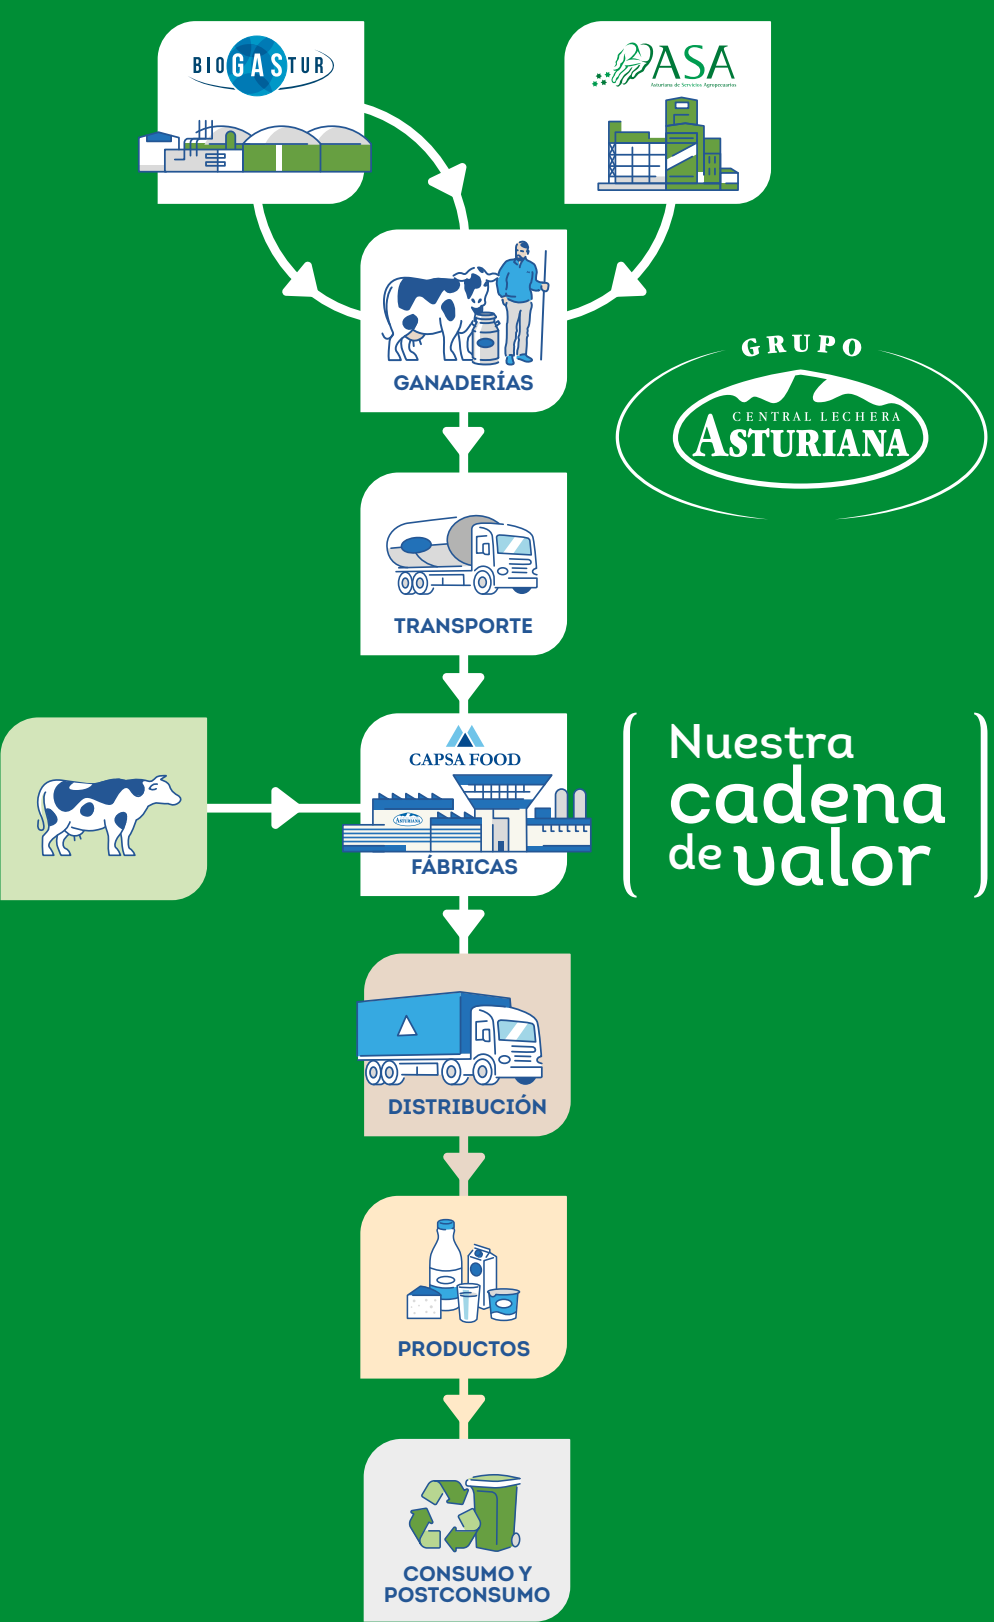 BIOGASTUR
ASA
Asturiana de Servicios Agropecuarios
GANADERÍAS
GRUPO
CENTRAL LECHERA
ASTURIANA
TRANSPORTE
CAPSA FOOD
ASTURIANA
FÁBRICAS
Nuestra
cadena
de valor
DISTRIBUCIÓN
PRODUCTOS
CONSUMO Y
POSTCONSUMO